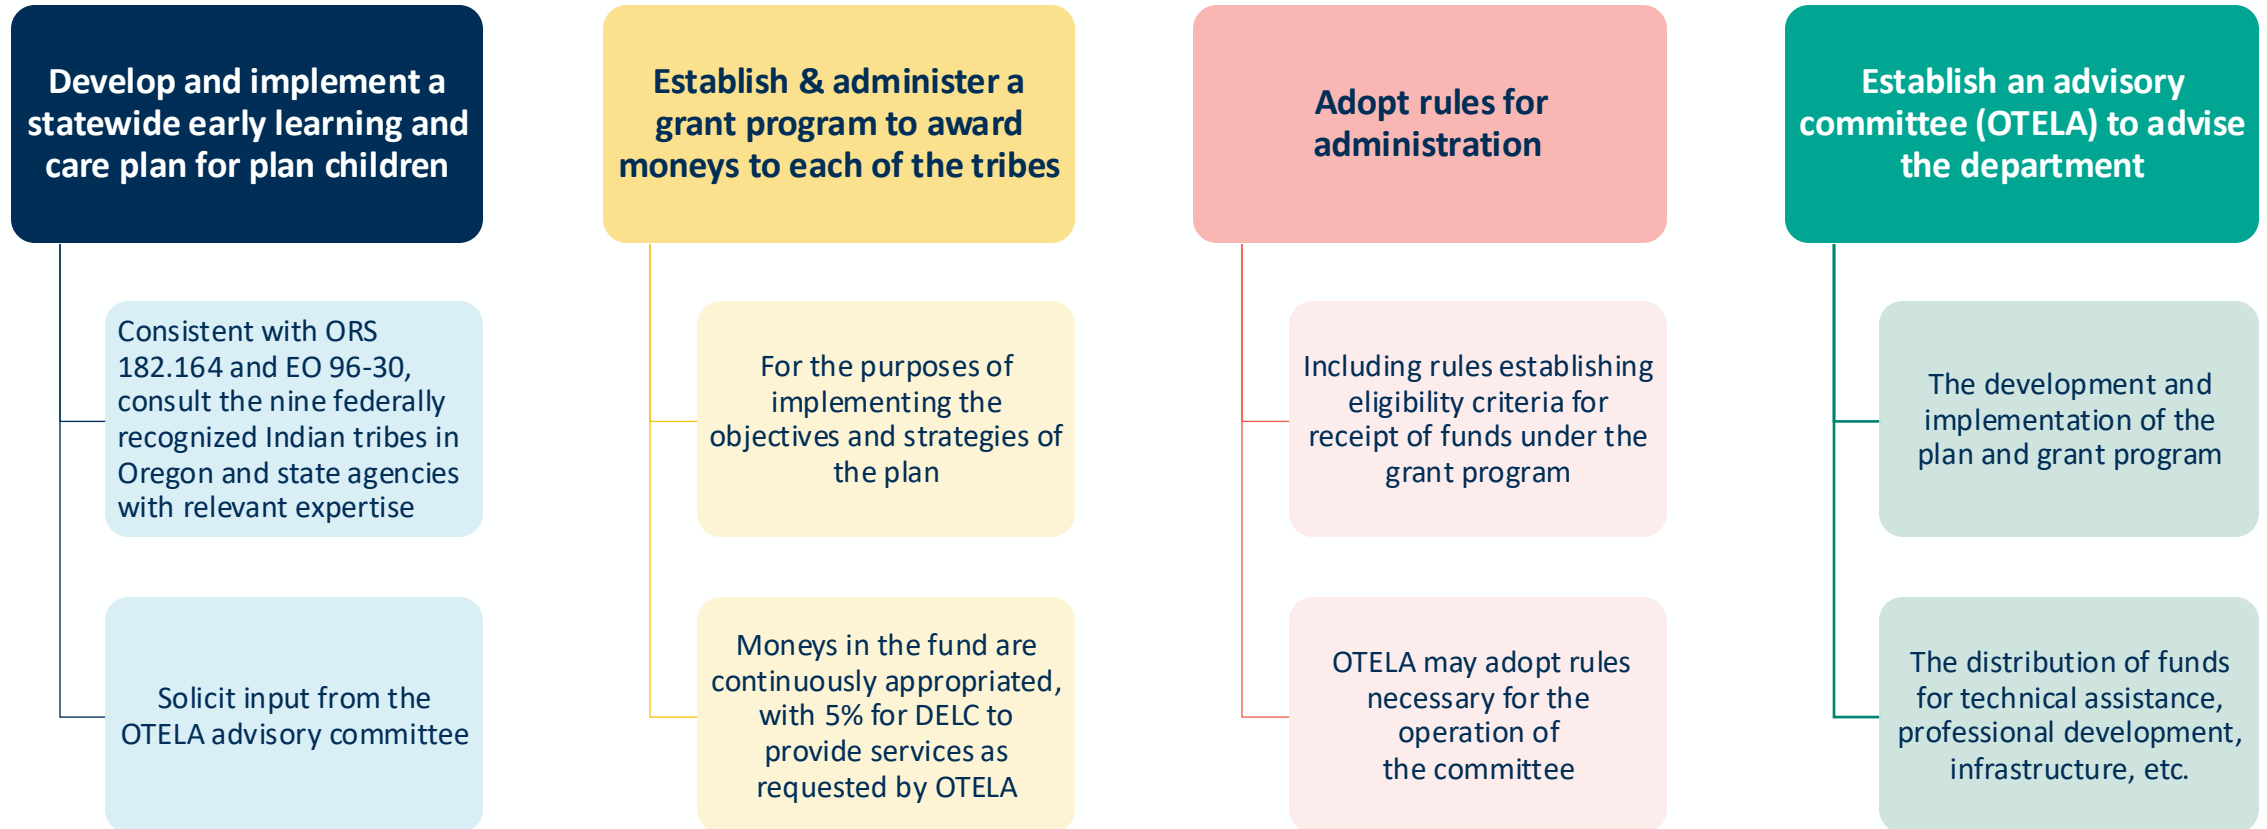 Develop and implement a
statewide early learning and
care plan for plan children
Consistent with ORS
182.164 and EO 96-30,
consult the nine federally
recognized Indian tribes in
Oregon and state agencies
with relevant expertise
Solicit input from the
OTELA advisory committee
Establish & administer a
grant program to award
moneys to each of the tribes
For the purposes of
implementing the
objectives and strategies of
the plan
Moneys in the fund are
continuously appropriated,
with 5% for DELC to
provide services as
requested by OTELA
Adopt rules for
administration
Including rules establishing
eligibility criteria for
receipt of funds under the
grant program
OTELA may adopt rules
necessary for the
operation of
the committee
Establish an advisory
committee (OTELA) to advise
the department
The development and
implementation of the
plan and grant program
The distribution of funds
for technical assistance,
professional development,
infrastructure, etc.